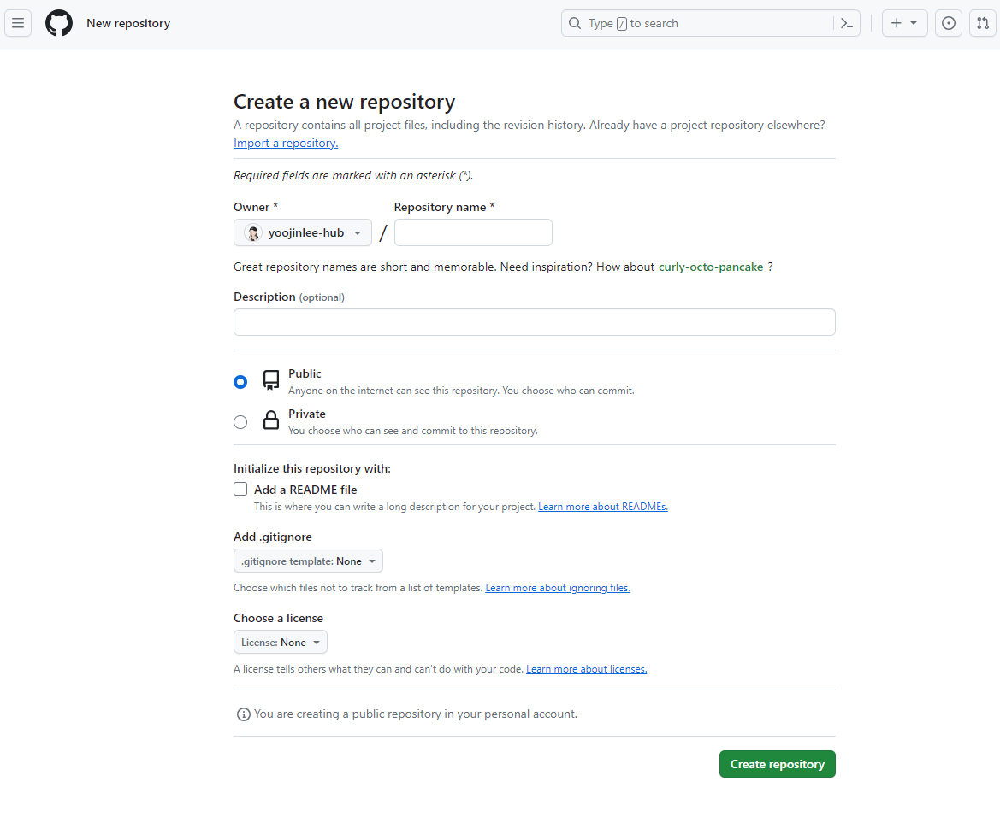 New repository
Type / to search
Create a new repository
A repository contains all project files, including the revision history. Already have a project repository elsewhere?
Import a repository.
Required fields are marked with an asterisk (*).
Owner * Repository name *
yoojinlee-hub /
Great repository names are short and memorable. Need inspiration? How about curly-octo-pancake ?
Description (optional)
Public
Anyone on the internet can see this repository. You choose who can commit.
Private
You choose who can see and commit to this repository.
Initialize this repository with:
Add a README file
This is where you can write a long description for your project. Learn more about READMEs.
Add .gitignore
.gitignore template: None
Choose which files not to track from a list of templates. Learn more about ignoring files.
Choose a license
License: None
A license tells others what they can and can't do with your code. Learn more about licenses.
You are creating a public repository in your personal account.
Create repository